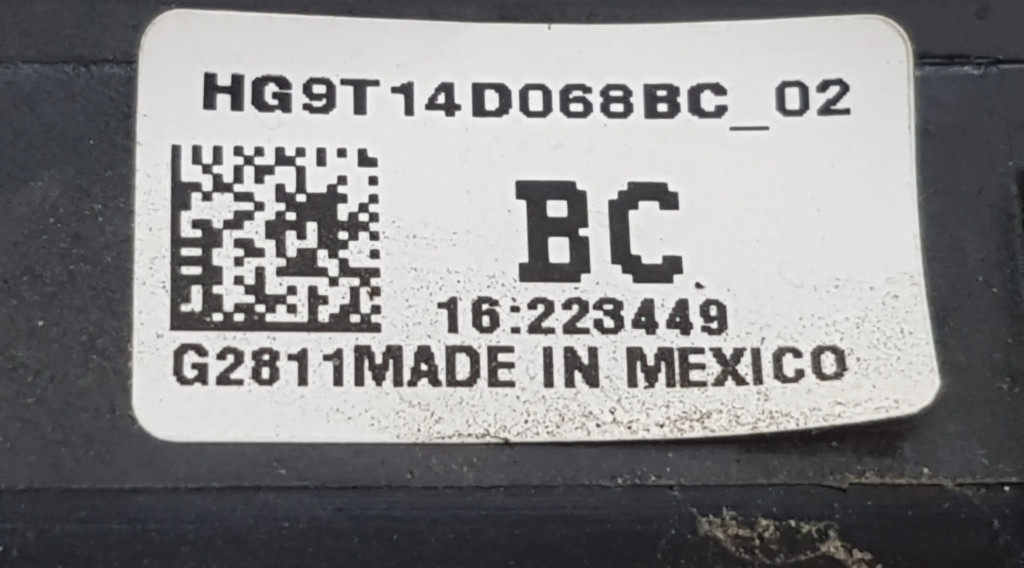 HG9T14D068BC_02
BC
16:223449
G2811MADE IN MEXICO